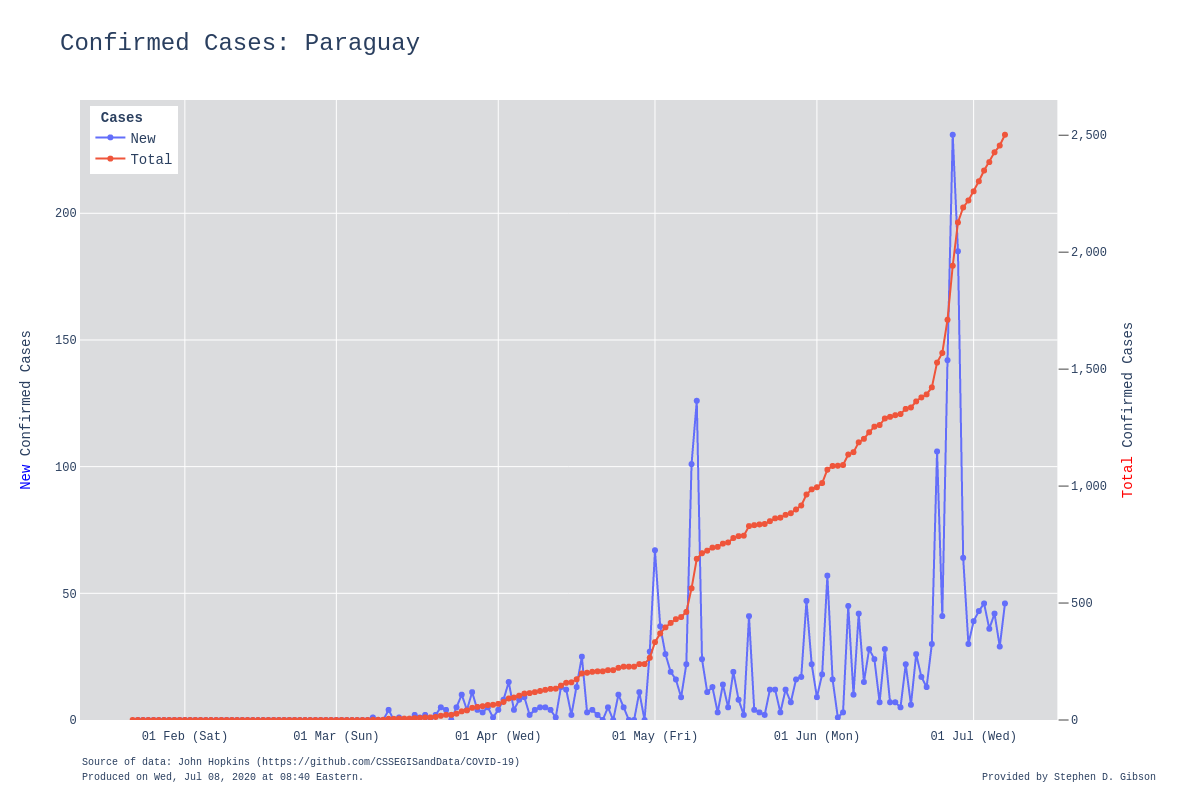 Confirmed Cases: Paraguay
Cases
New
Total
200
150
100
50
0
2,500
2,000
1,500
1,000
500
0
New Confirmed Cases
Total Confirmed Cases
01 Feb (Sat)
01 Mar (Sun)
01 Apr (Wed)
01 May (Fri)
01 Jun (Mon)
01 Jul (Wed)
Source of data: John Hopkins (https://github.com/CSSEGISandData/COVID-19)
Produced on Wed, Jul 08, 2020 at 08:40 Eastern.
Provided by Stephen D. Gibson